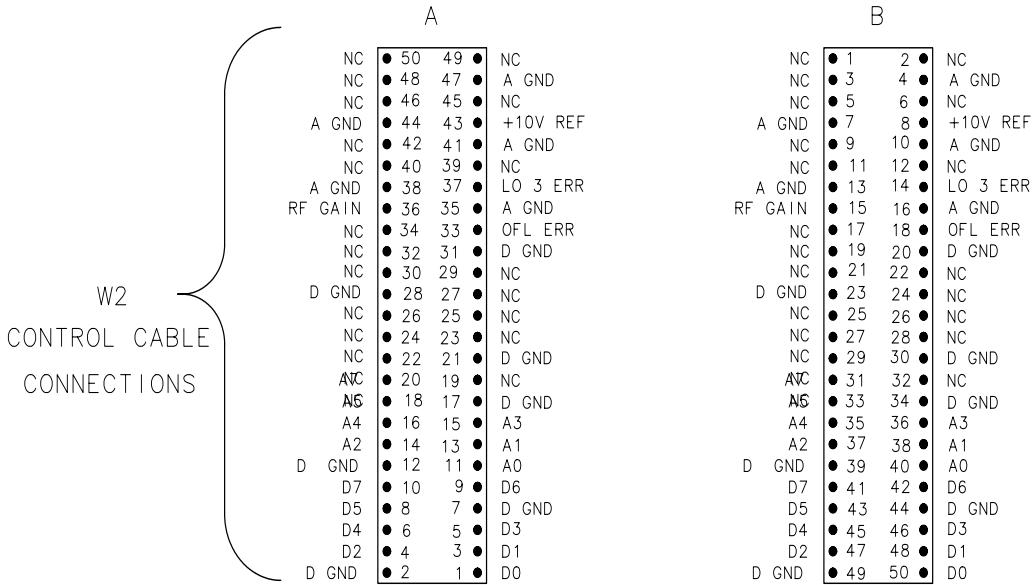 A B
NC 50 49 NC NC 1 2 NC
NC 48 47 A GND NC 3 4 A GND
NC 46 45 NC NC 5 6 NC
A GND 44 43 +10V REF A GND 7 8 +10V REF
NC 42 41 A GND NC 9 10 A GND
NC 40 39 NC NC 11 12 NC
A GND 38 37 LO 3 ERR A GND 13 14 LO 3 ERR
RF GAIN 36 35 A GND RF GAIN 15 16 A GND
NC 34 33 OFL ERR NC 17 18 OFL ERR
NC 32 31 D GND NC 19 20 D GND
NC 30 29 NC NC 21 22 NC
D GND 28 27 NC D GND 23 24 NC
W2
NC 26 25 NC NC 25 26 NC
NC 24 23 NC NC 27 28 NC
CONTROL CABLE
NC 22 21 D GND NC 29 30 D GND
CONNECTIONS
20 19 NC 31 32 NC
18 17 D GND 33 34 D GND
A4 16 15 A3 A4 35 36 A3
A2 14 13 A1 A2 37 38 A1
D GND 12 11 A0 D GND 39 40 A0
D7 10 9 D6 D7 41 42 D6
D5 8 7 D GND D5 43 44 D GND
D4 6 5 D3 D4 45 46 D3
D2 4 3 D1 D2 47 48 D1
D GND 2 1 D0 D GND 49 50 D0